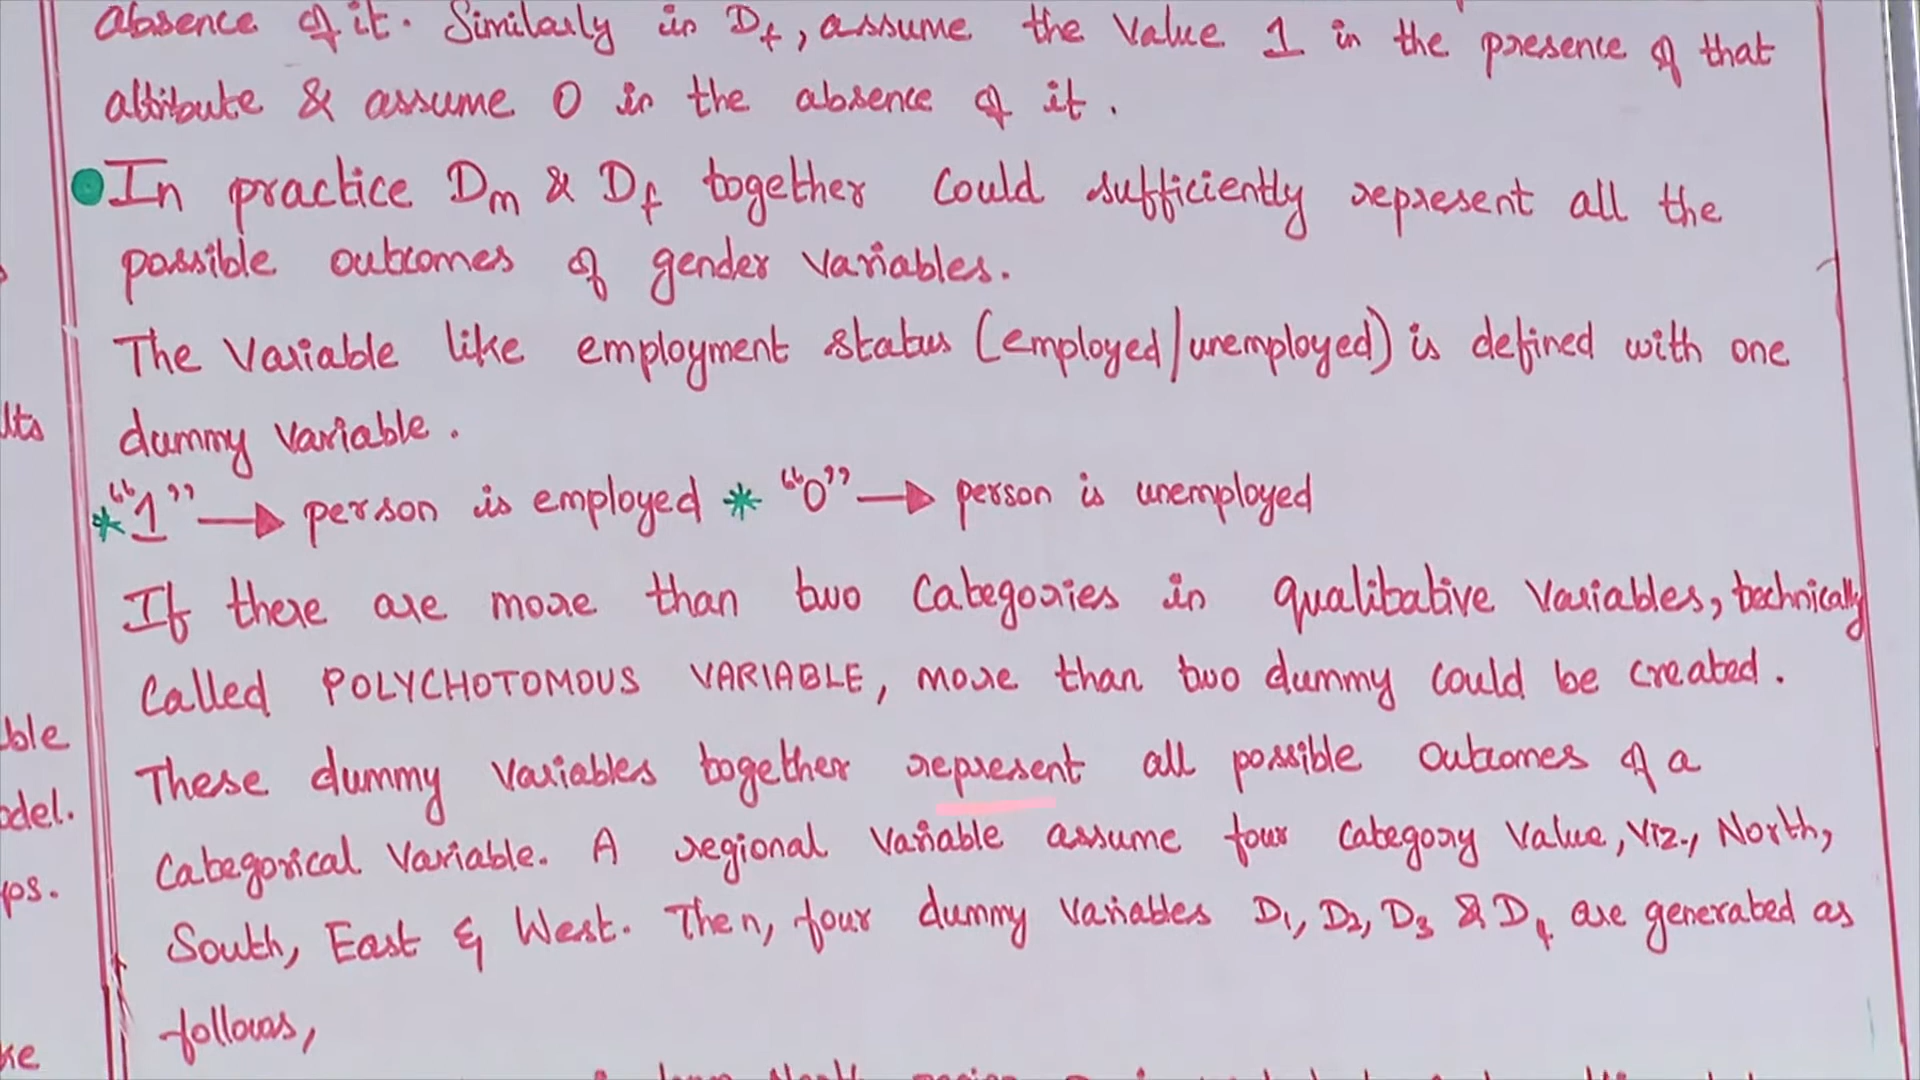 absence of it. Similarly in Df, assume the Value 1 in the presence of that
attribute & assume 0 in the absence of it.
In practice Dm & Df together could sufficiently represent all the
possible outcomes of gender variables.
The Variable like employment status (employed/unemployed) is defined with one
lts
dummy variable.
* "1" → person is employed * "0" → person is unemployed
If there are more than two Categories in qualitative Variables, technically
Called POLYCHOTOMOUS VARIABLE, more than two dummy could be created.
ble
These dummy variables together represent all possible outcomes of a
odel.
Categorical Variable. A regional Variable assume four Category Value, Viz., North,
South, East & West. Then, four dummy Variables D1, D2, D3 & D4 are generated as
follows,